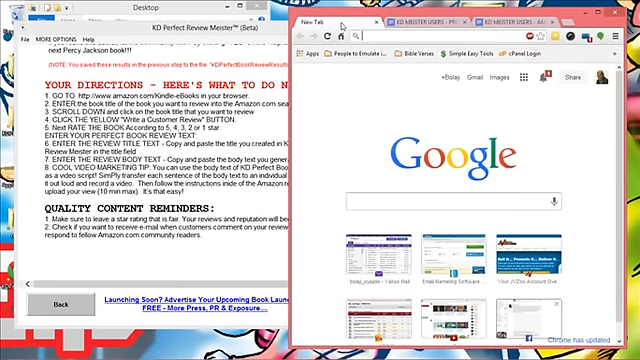 Desktop
KD Perfect Review Meister™ (Beta)
File MORE OPTIONS Help
next Percy Jackson book!!!
(NOTE: You saved these results in the previous step to the file: "KDPerfectBookReviewResults
YOUR DIRECTIONS - HERE'S WHAT TO DO N
1. GO TO http://www.amazon.com/Kindle-eBooks in your browser.
2. ENTER the book title of the book you want to review into the Amazon.com sea
3. SCROLL DOWN and click on the book title that you want to review
4. CLICK THE YELLOW "Write a Customer Review" BUTTON.
5. Next RATE THE BOOK According to 5, 4, 3, 2 or 1 star.
ENTER YOUR PERFECT BOOK REVIEW TEXT:
6. ENTER THE REVIEW TITLE TEXT - Copy and paste the title you created in K
Review Meister in the title field
7. ENTER THE REVIEW BODY TEXT - Copy and paste the body text you genera
8. COOL VIDEO MARKETING TIP: You can use the body text of KD Perfect Boo
as a video script! SimPly transfer each sentence of the body text to an individual
it out loud and record a video. Then follow the instructions inide of the Amazon re
upload your view (10 min max). It's that easy!
QUALITY CONTENT REMINDERS:
1. Make sure to leave a star rating that is fair. Your reviews and reputation will bec
2. Check if you want to receive e-mail when customers comment on your review
respond to fellow Amazon.com community readers.
Back
Launching Soon? Advertise Your Upcoming Book Laun
FREE - More Press, PR & Exposure....
New Tab
KD MEISTER USERS - PR
KD MEISTER USERS - AM
Apps
People to Emulate i
Bible Verses
Simple Easy Tools
cPanel Login
+Bolaji Gmail Images
Share
Google
bolaji_oyejide - Yahoo Mail
Email Marketing Software
Your JVZoo Account Ove
Chrome has updated